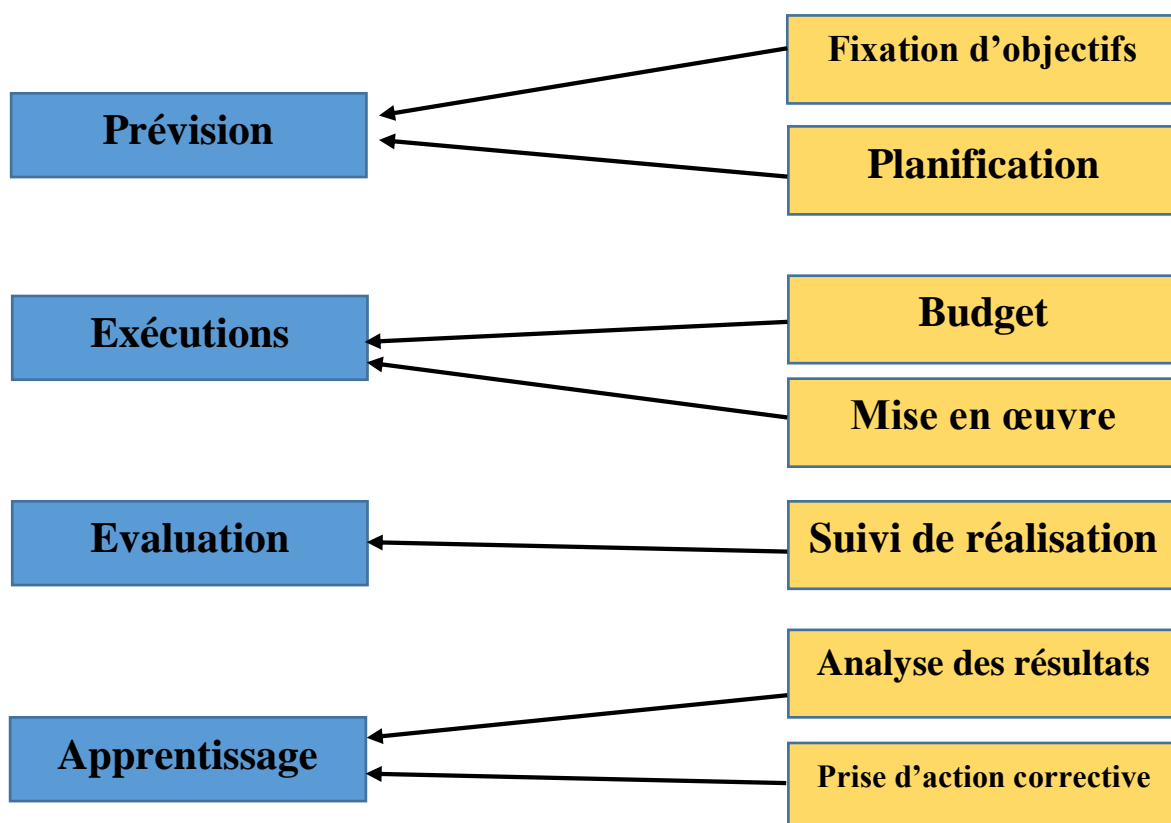 Fixation d’objectifs
Prévision
Planification
Budget
Exécutions
Mise en œuvre
Evaluation
Suivi de réalisation
Analyse des résultats
Apprentissage
Prise d’action corrective